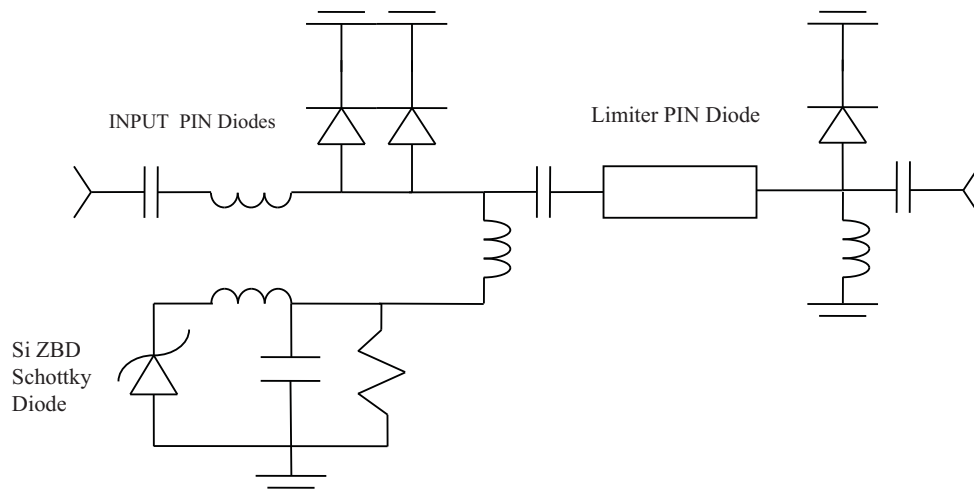 INPUT PIN Diodes
Limiter PIN Diode
Si ZBD
Schottky
Diode